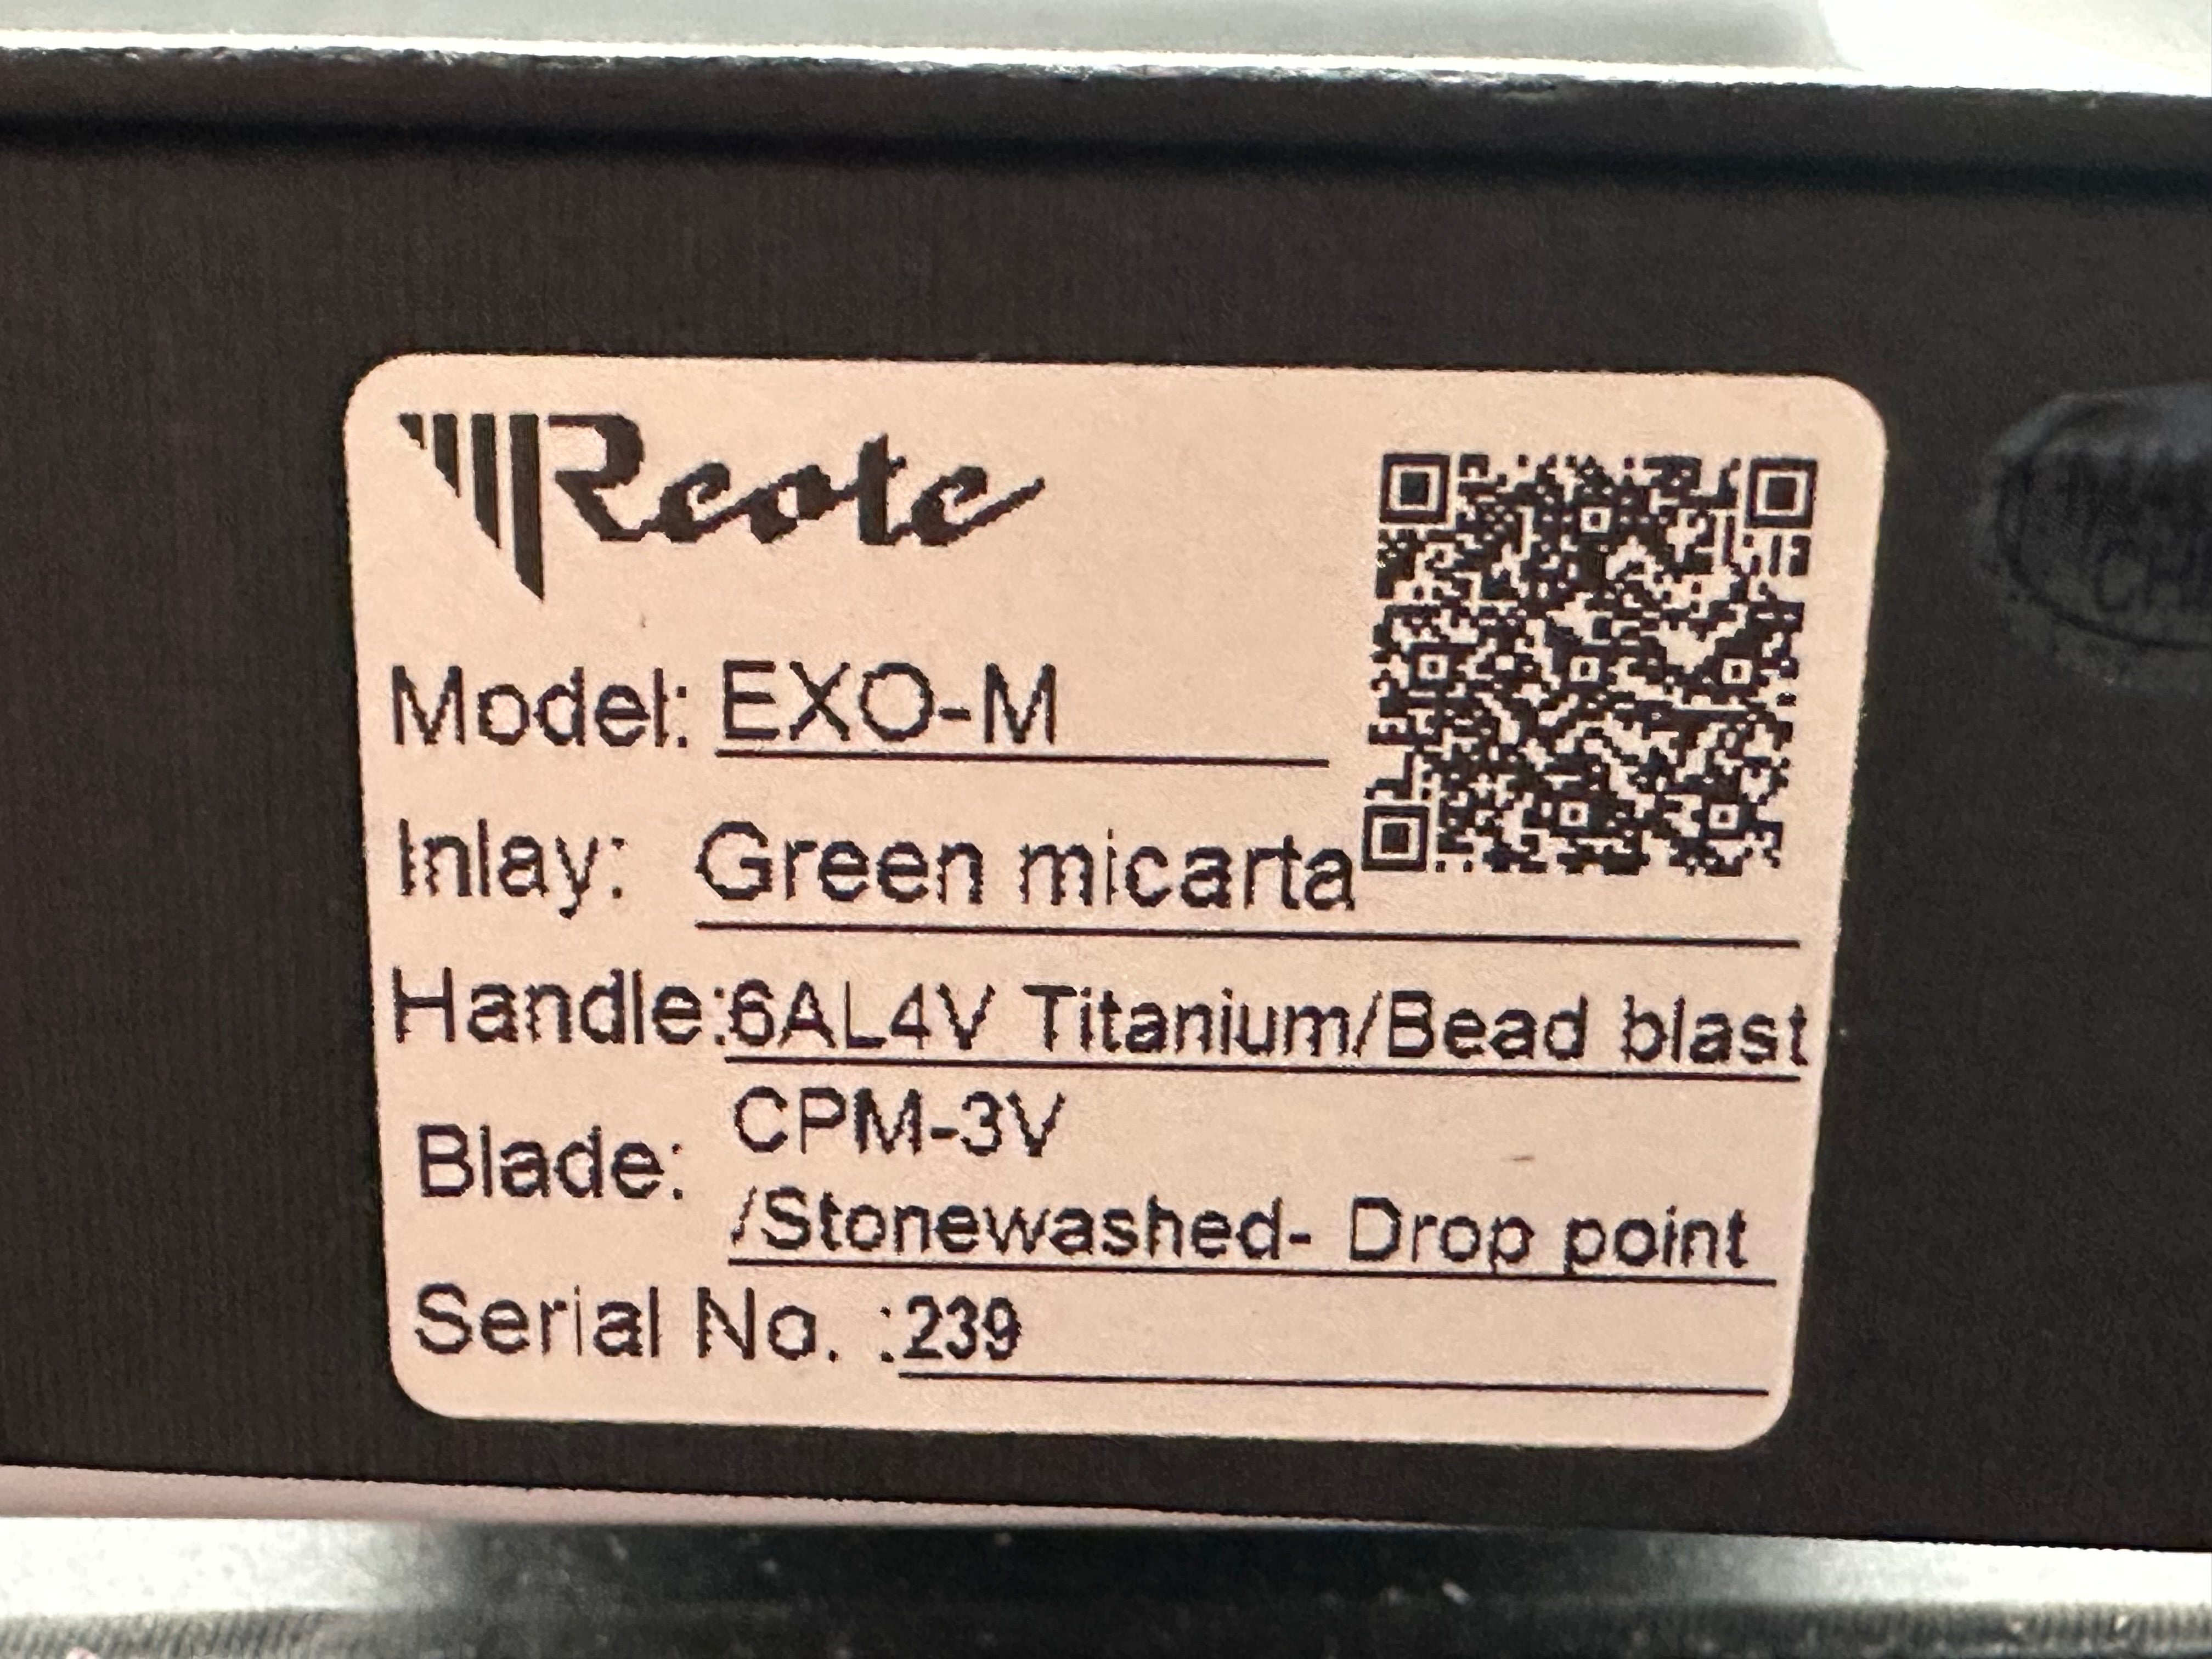 Reate
Model: EXO-M
Inlay: Green micarta
Handle:6AL4V Titanium/Bead blast
Blade: CPM-3V
/Stonewashed- Drop point
Serial No. :239